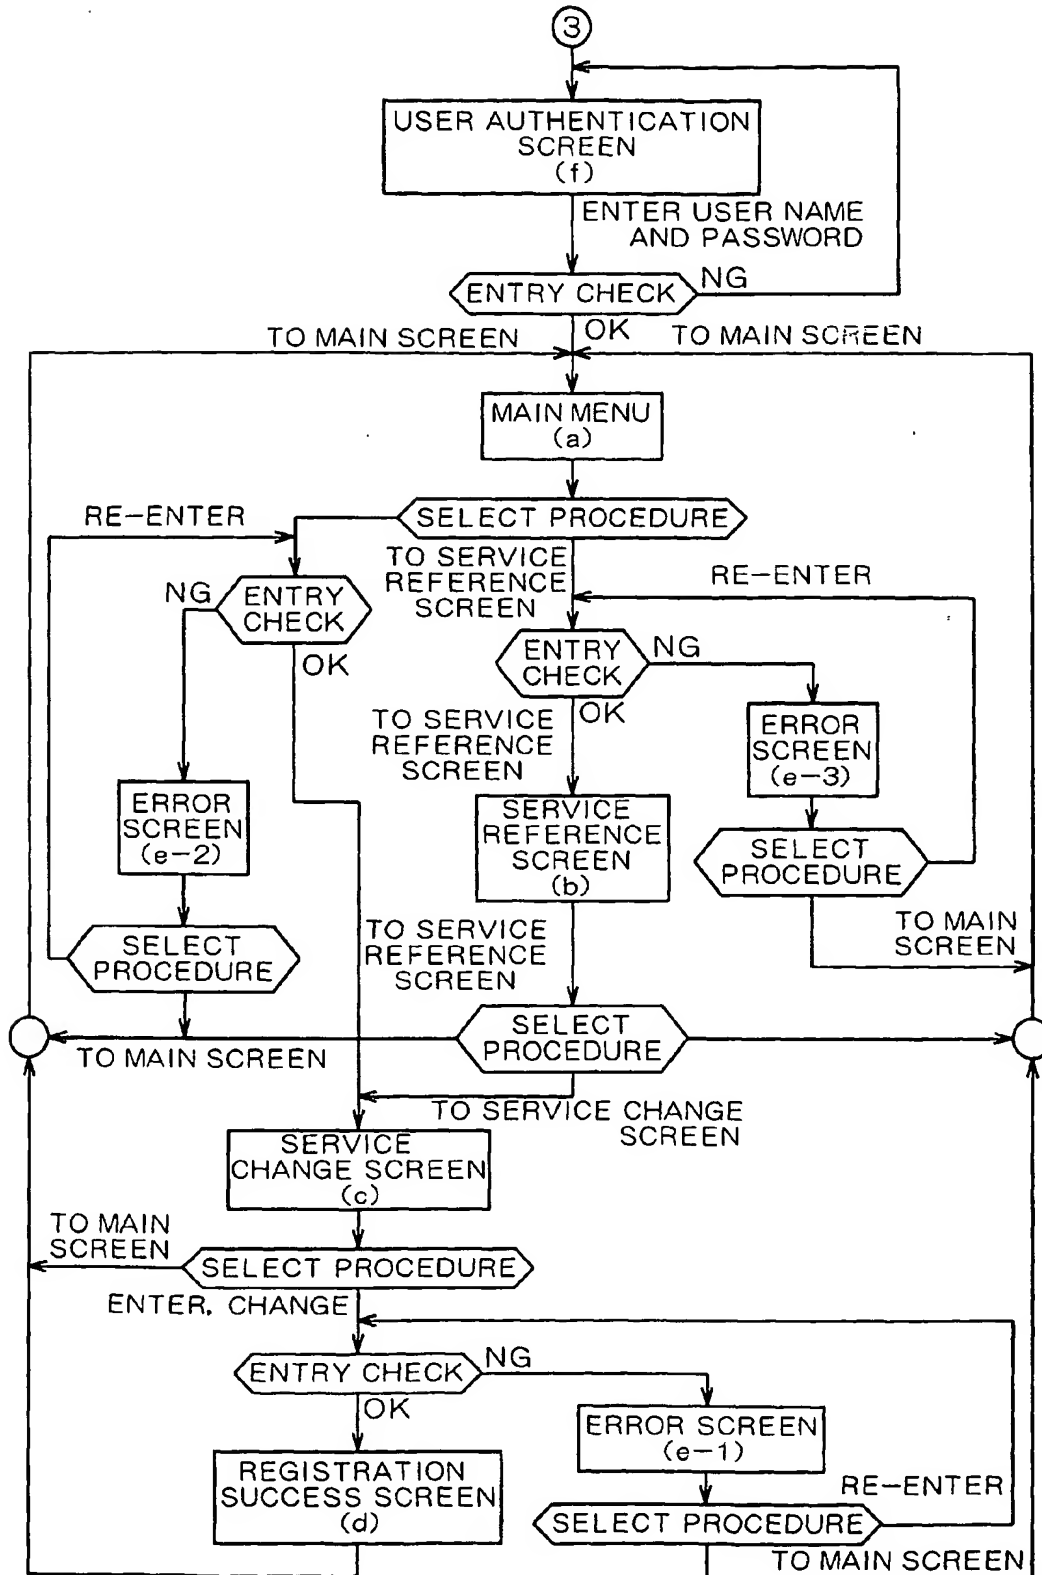 3
USER AUTHENTICATION
SCREEN
(f)
ENTER USER NAME
AND PASSWORD
ENTRY CHECK
NG
OK
TO MAIN SCREEN
TO MAIN SCREEN
MAIN MENU
(a)
SELECT PROCEDURE
RE-ENTER
TO SERVICE
REFERENCE
SCREEN
RE-ENTER
NG
ENTRY
CHECK
OK
ENTRY
CHECK
NG
OK
TO SERVICE
REFERENCE
SCREEN
ERROR
SCREEN
(e-3)
ERROR
SCREEN
(e-2)
SERVICE
REFERENCE
SCREEN
(b)
SELECT
PROCEDURE
TO MAIN
SCREEN
SELECT
PROCEDURE
TO SERVICE
REFERENCE
SCREEN
SELECT
PROCEDURE
TO MAIN SCREEN
TO SERVICE CHANGE
SCREEN
SERVICE
CHANGE SCREEN
(c)
TO MAIN
SCREEN
SELECT PROCEDURE
ENTER, CHANGE
ENTRY CHECK
NG
OK
ERROR SCREEN
(e-1)
REGISTRATION
SUCCESS SCREEN
(d)
RE-ENTER
SELECT PROCEDURE
TO MAIN SCREEN